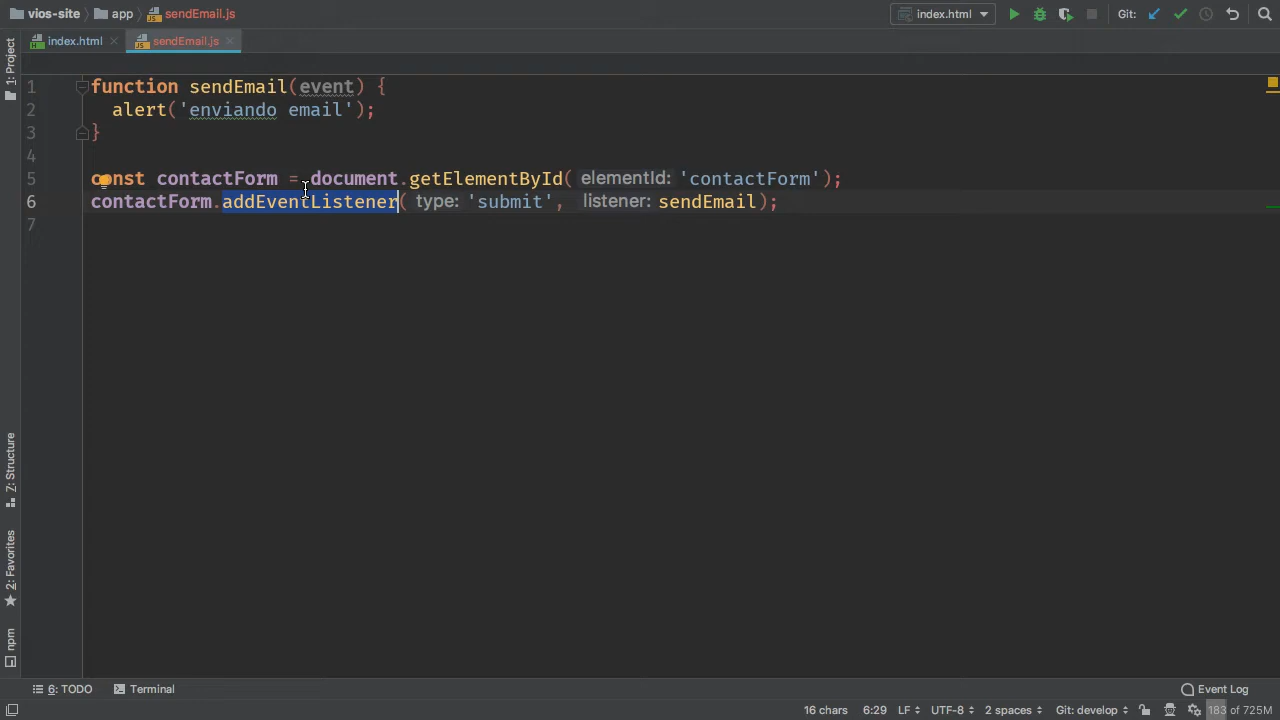 vios-site app sendEmail.js index.html Git:
index.html sendEmail.js
1 function sendEmail(event) {
2 alert('enviando email');
3 }
4
5 const contactForm = document.getElementById( elementId: 'contactForm');
6 contactForm.addEventListener( type: 'submit', listener: sendEmail);
7
1: Project
Z: Structure
2: Favorites
npm
6: TODO Terminal Event Log
16 chars 6:29 LF UTF-8 2 spaces Git: develop 183 of 725M